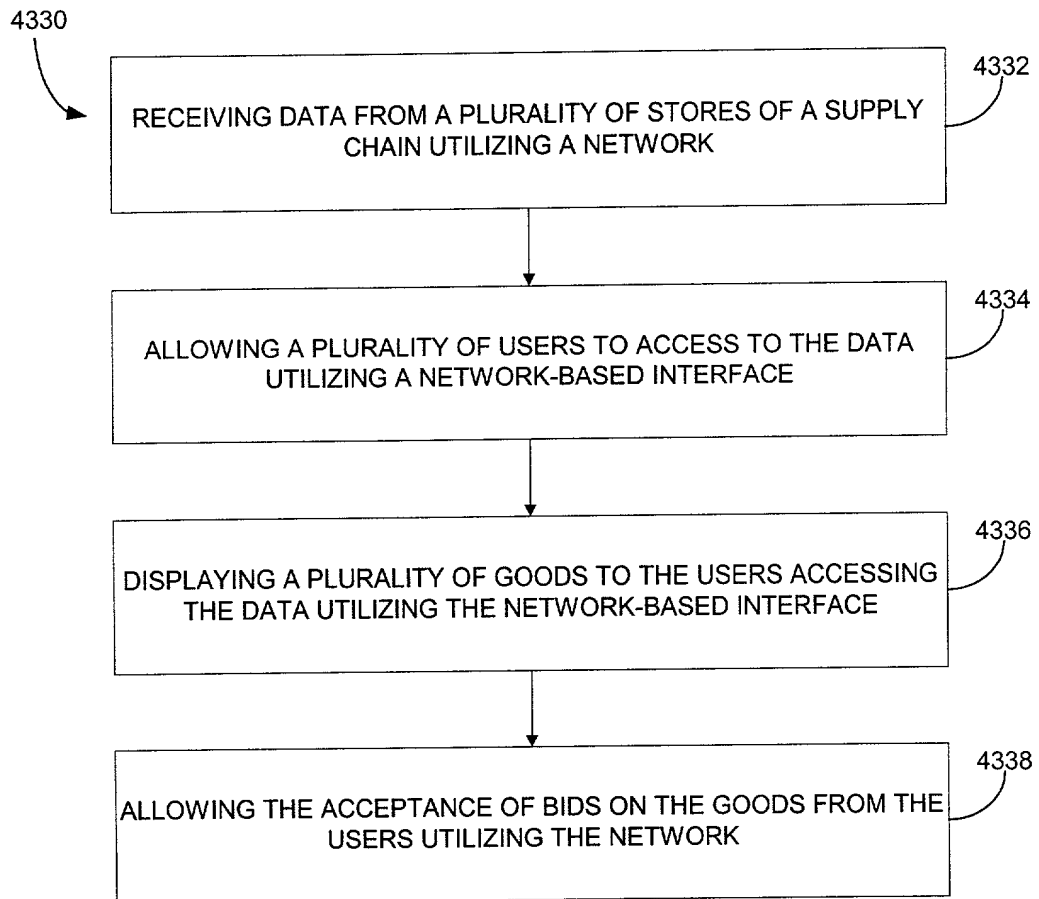 4330
4332
RECEIVING DATA FROM A PLURALITY OF STORES OF A SUPPLY
CHAIN UTILIZING A NETWORK
4334
ALLOWING A PLURALITY OF USERS TO ACCESS TO THE DATA
UTILIZING A NETWORK-BASED INTERFACE
4336
DISPLAYING A PLURALITY OF GOODS TO THE USERS ACCESSING
THE DATA UTILIZING THE NETWORK-BASED INTERFACE
4338
ALLOWING THE ACCEPTANCE OF BIDS ON THE GOODS FROM THE
USERS UTILIZING THE NETWORK